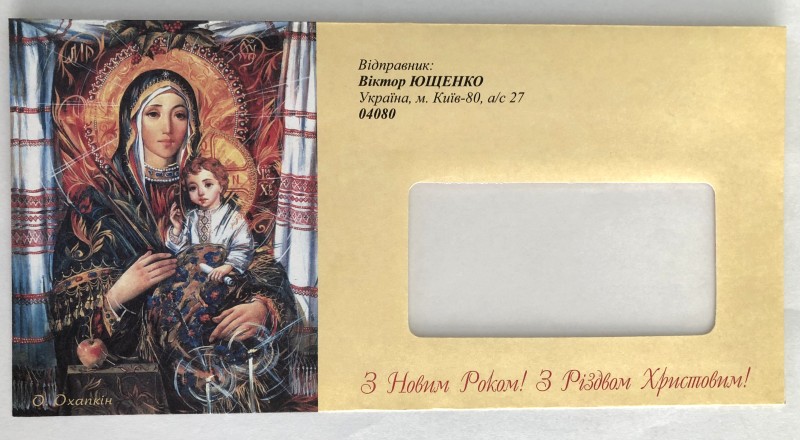 Відправник:
Віктор ЮЩЕНКО
Україна, м. Київ-80, а/с 27
04080
З Новим Роком! З Різдвом Христовим!
О. Охапкін